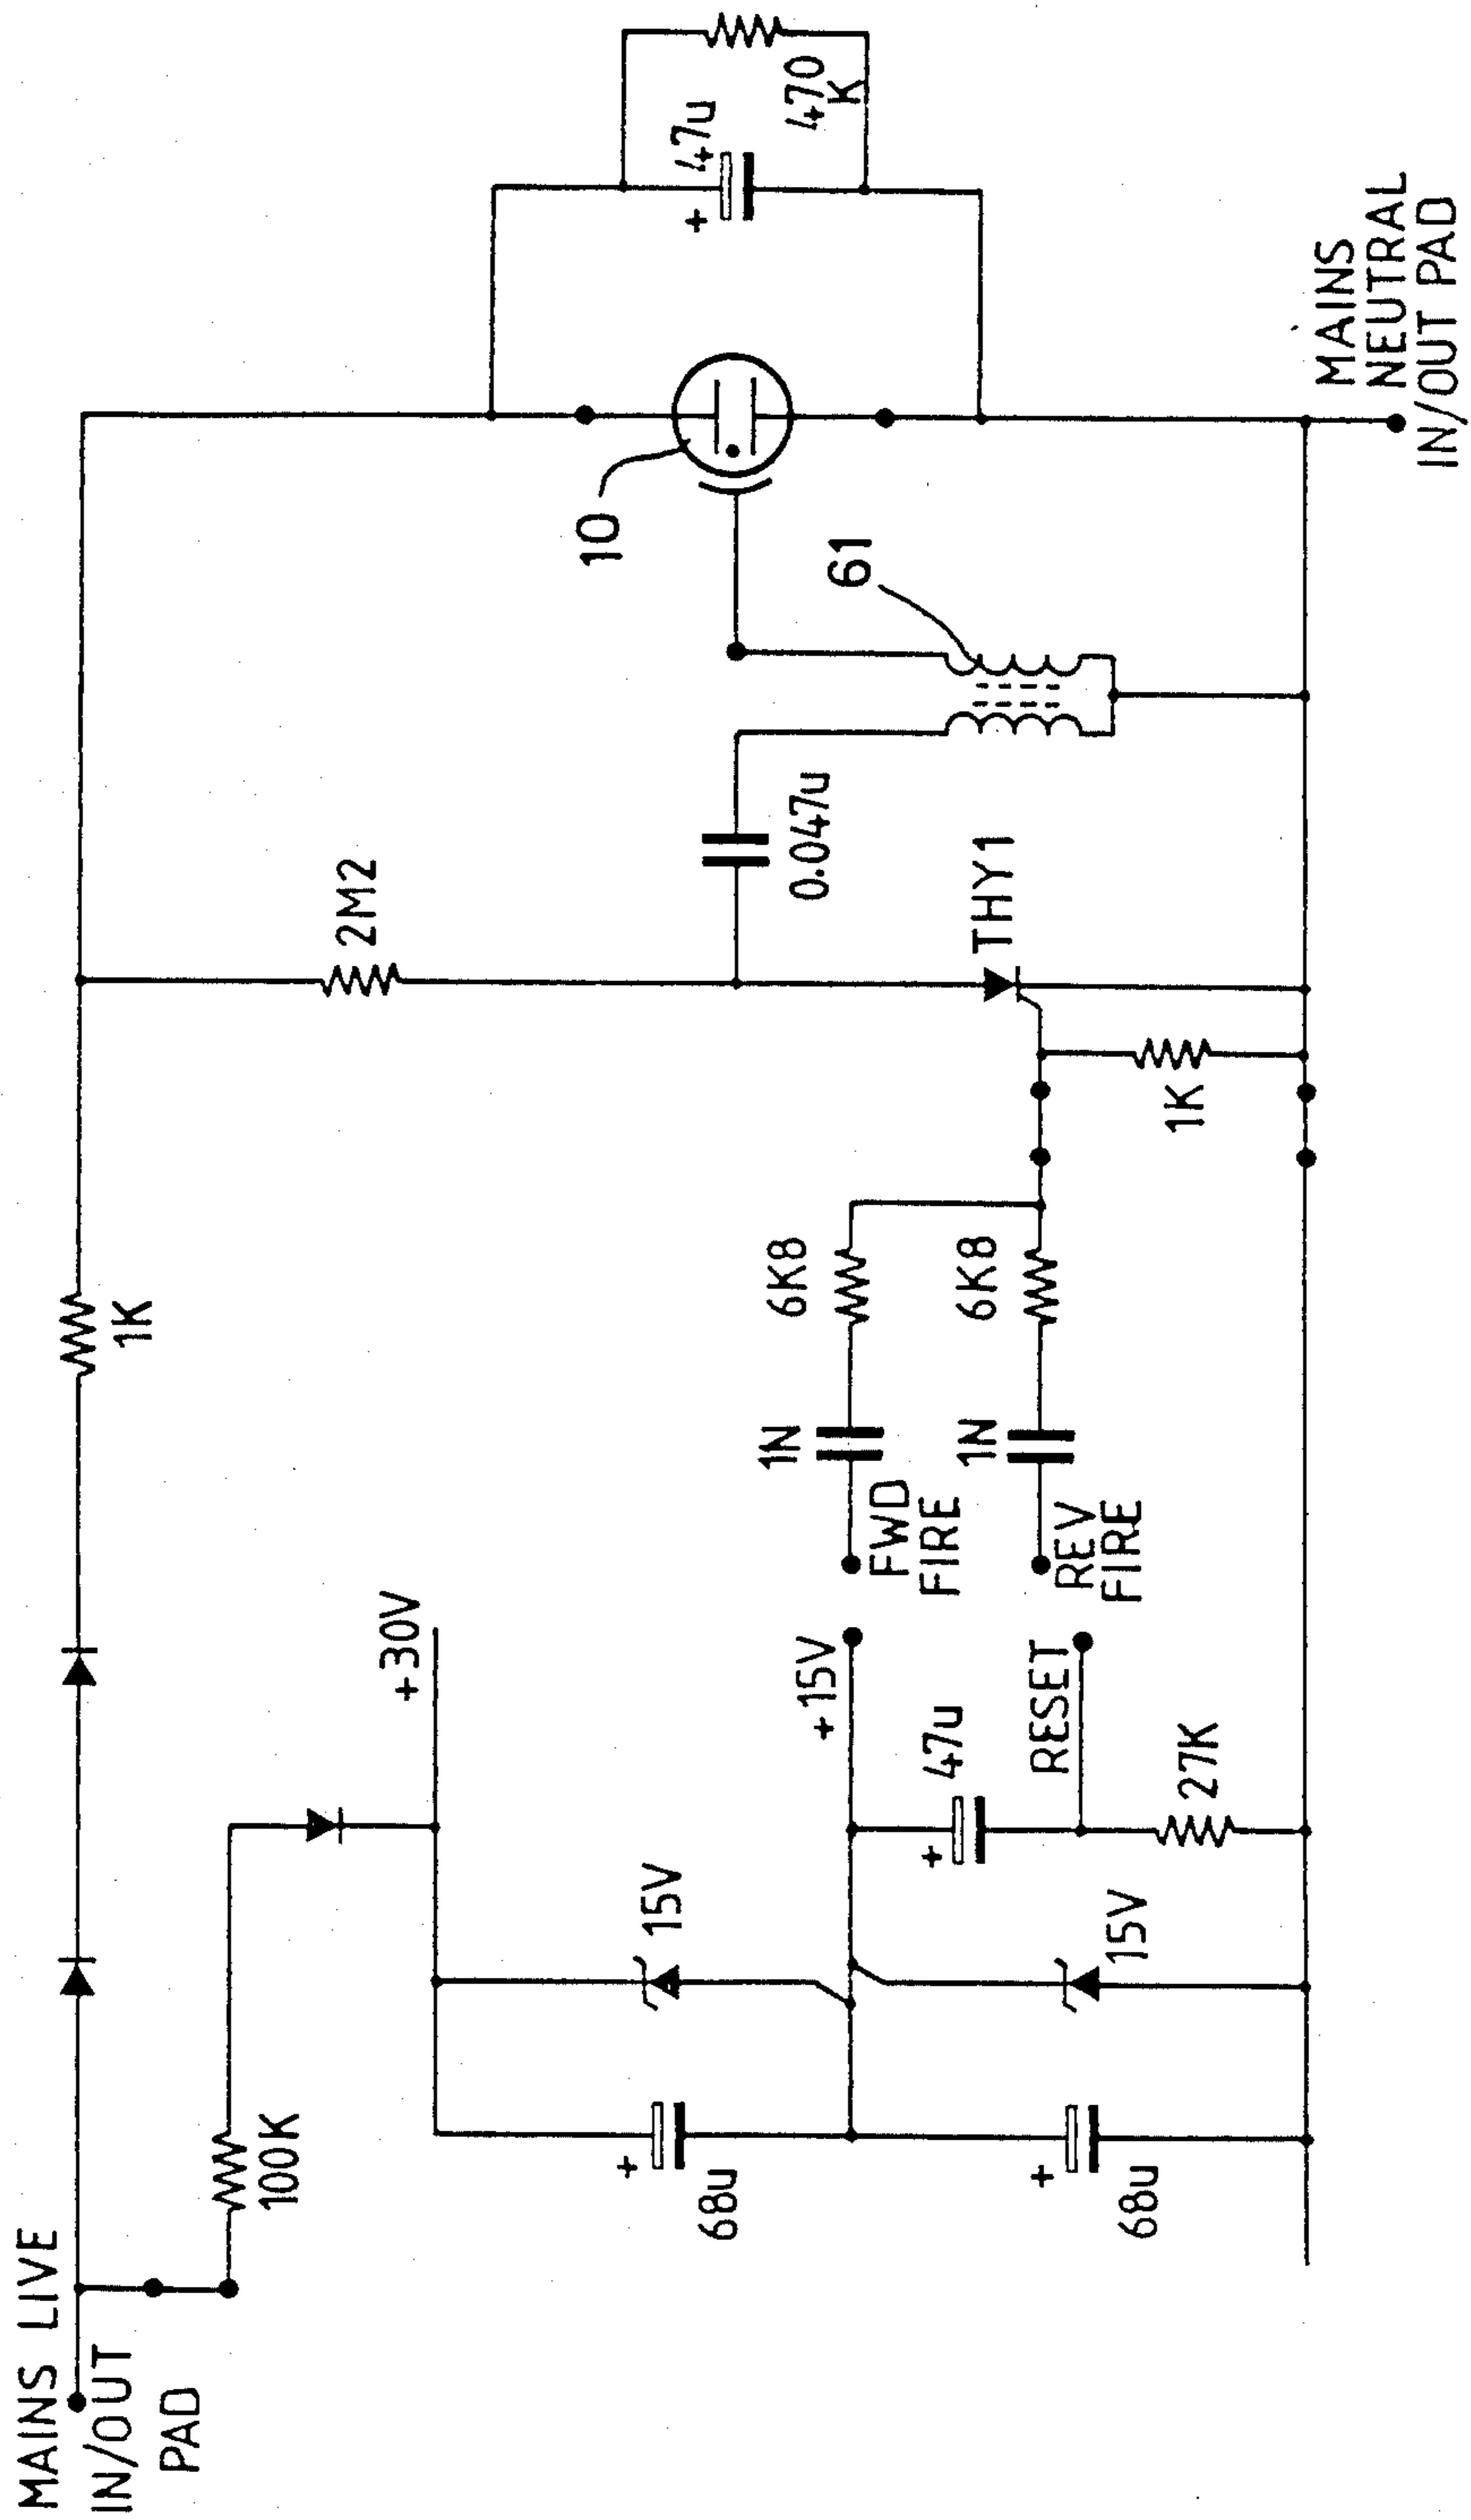 MAINS LIVE
IN/OUT
PAD
100K
1K
2M2
+30V
+
68u
15V
+15V
+
68u
15V
+
47u
RESET
27K
FWD
FIRE
REV
FIRE
1N
6K8
1N
6K8
1K
THY1
0.047u
61
10
+
47u
470
K
MAINS
NEUTRAL
IN/OUT PAD